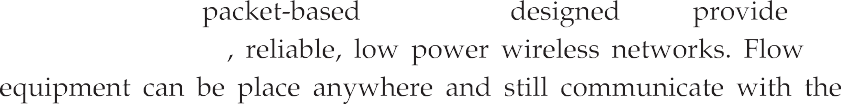 packet-based designed provide
, reliable, low power wireless networks. Flow
equipment can be place anywhere and still communicate with the